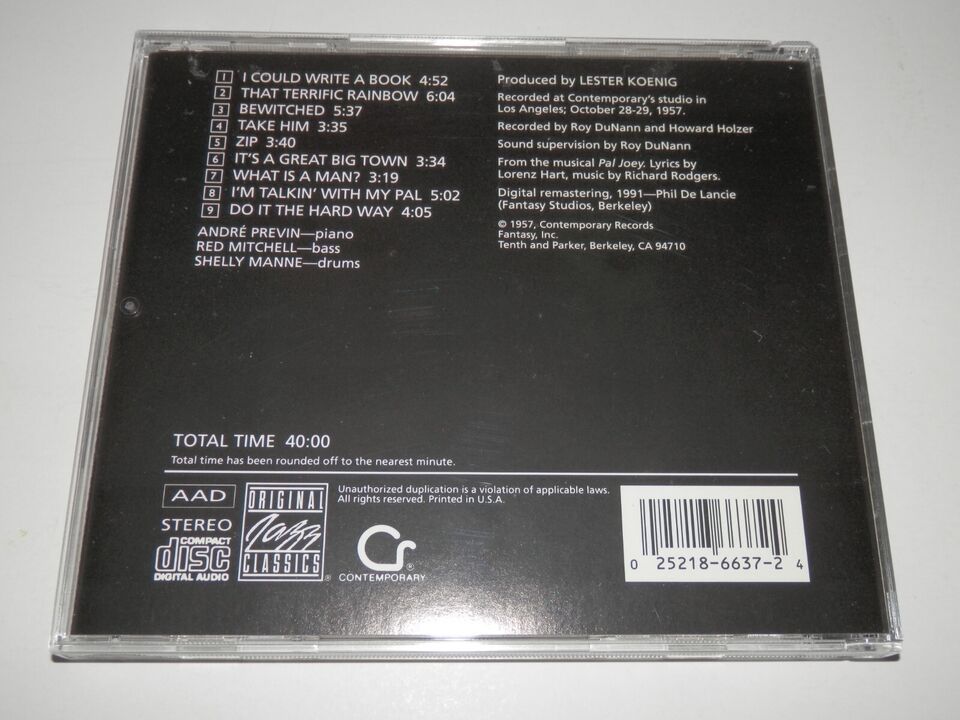 1 I COULD WRITE A BOOK 4:52
2 THAT TERRIFIC RAINBOW 6:04
3 BEWITCHED 5:37
4 TAKE HIM 3:35
5 ZIP 3:40
6 IT'S A GREAT BIG TOWN 3:34
7 WHAT IS A MAN? 3:19
8 I'M TALKIN' WITH MY PAL 5:02
9 DO IT THE HARD WAY 4:05
ANDRÉ PREVIN—piano
RED MITCHELL—bass
SHELLY MANNE—drums
Produced by LESTER KOENIG
Recorded at Contemporary's studio in
Los Angeles; October 28-29, 1957.
Recorded by Roy DuNann and Howard Holzer
Sound supervision by Roy DuNann
From the musical Pal Joey. Lyrics by
Lorenz Hart, music by Richard Rodgers.
Digital remastering, 1991—Phil De Lancie
(Fantasy Studios, Berkeley)
© 1957, Contemporary Records
Fantasy, Inc.
Tenth and Parker, Berkeley, CA 94710
TOTAL TIME 40:00
Total time has been rounded off to the nearest minute.
AAD
STEREO
COMPACT
disc
DIGITAL AUDIO
ORIGINAL
Jazz
CLASSICS®
Unauthorized duplication is a violation of applicable laws.
All rights reserved. Printed in U.S.A.
Cr®
CONTEMPORARY
0 25218-6637-2 4